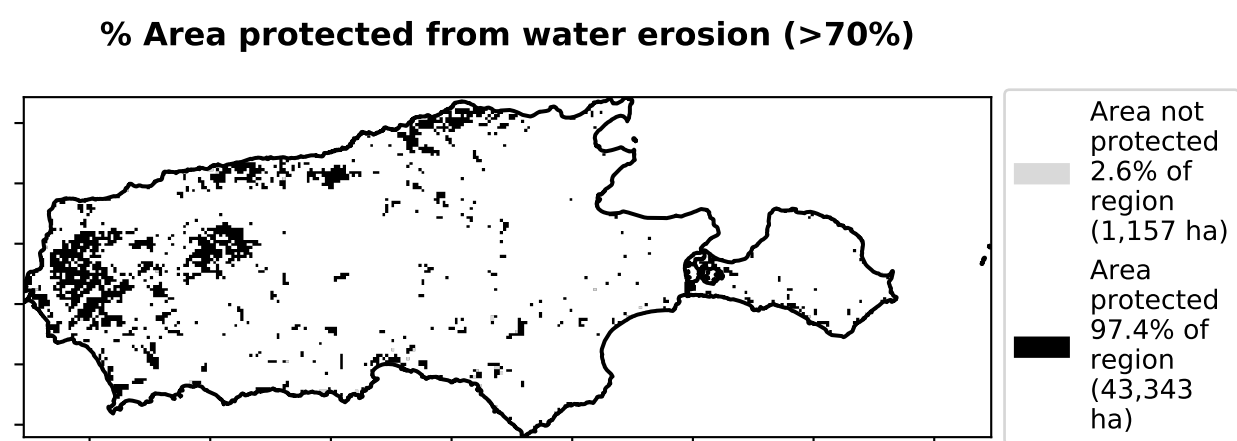 % Area protected from water erosion (>70%)
Area not
protected
2.6% of
region
(1,157 ha)
Area
protected
97.4% of
region
(43,343
ha)